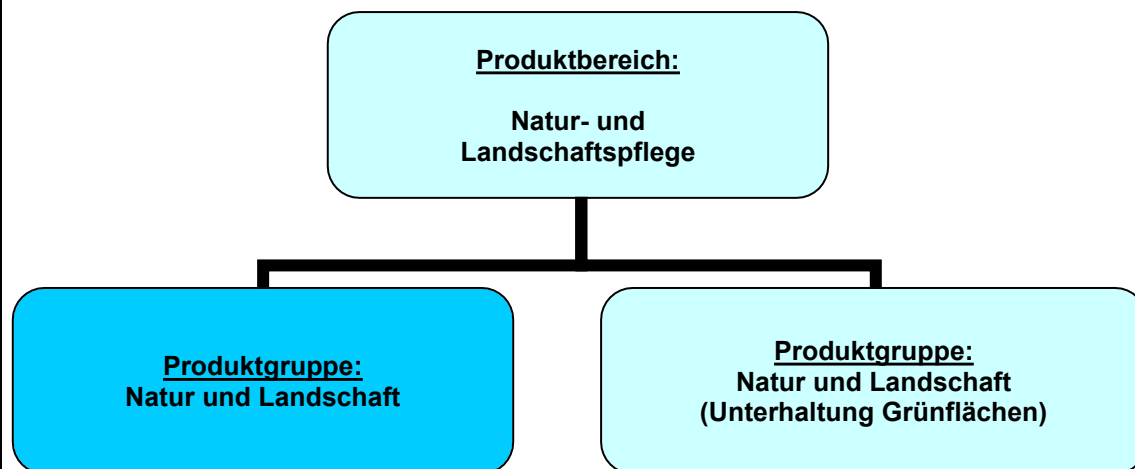 Produktbereich:
Natur- und
Landschaftspflege
Produktgruppe:
Natur und Landschaft
Produktgruppe:
Natur und Landschaft
(Unterhaltung Grünflächen)